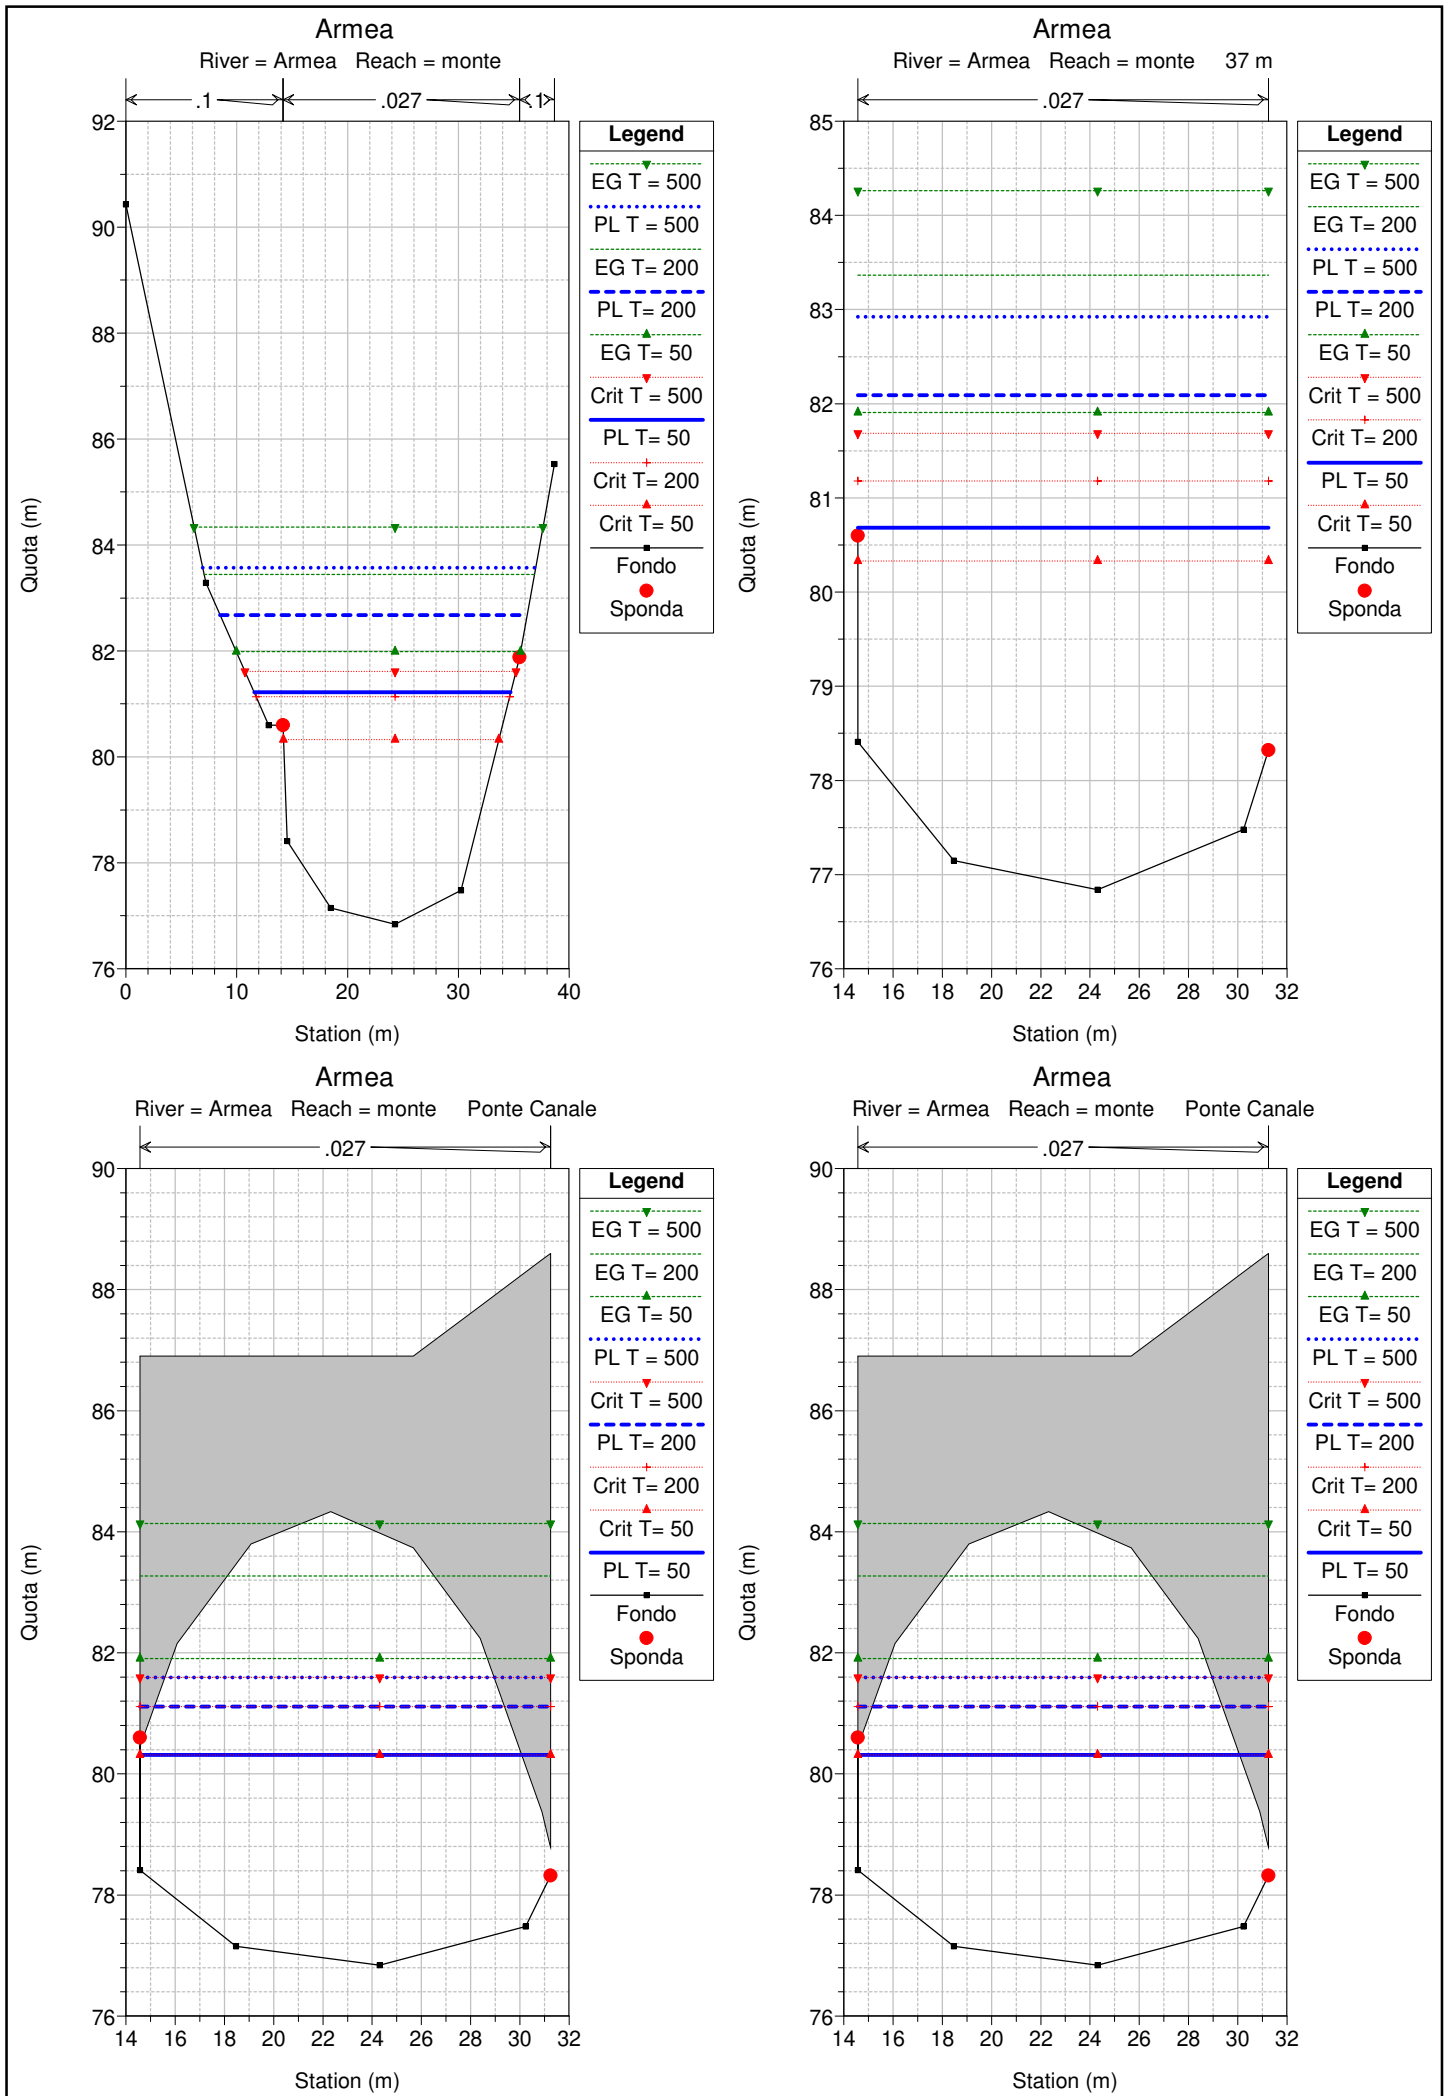 Armea
River = Armea Reach = monte
.1 .027 .1
92
90
88
86
84
82
80
78
76
0 10 20 30 40
Station (m)
Quota (m)
Legend
EG T = 500
PL T = 500
EG T= 200
PL T= 200
EG T= 50
Crit T = 500
PL T= 50
Crit T= 200
Crit T= 50
Fondo
Sponda
Armea
River = Armea Reach = monte 37 m
.027
85
84
83
82
81
80
79
78
77
76
14 16 18 20 22 24 26 28 30 32
Station (m)
Quota (m)
Legend
EG T = 500
EG T= 200
PL T = 500
PL T= 200
EG T= 50
Crit T = 500
Crit T= 200
PL T= 50
Crit T= 50
Fondo
Sponda
Armea
River = Armea Reach = monte Ponte Canale
.027
90
88
86
84
82
80
78
76
14 16 18 20 22 24 26 28 30 32
Station (m)
Quota (m)
Legend
EG T = 500
EG T= 200
EG T= 50
PL T = 500
Crit T = 500
PL T= 200
Crit T= 200
Crit T= 50
PL T= 50
Fondo
Sponda
Armea
River = Armea Reach = monte Ponte Canale
.027
90
88
86
84
82
80
78
76
14 16 18 20 22 24 26 28 30 32
Station (m)
Quota (m)
Legend
EG T = 500
EG T= 200
EG T= 50
PL T = 500
Crit T = 500
PL T= 200
Crit T= 200
Crit T= 50
PL T= 50
Fondo
Sponda